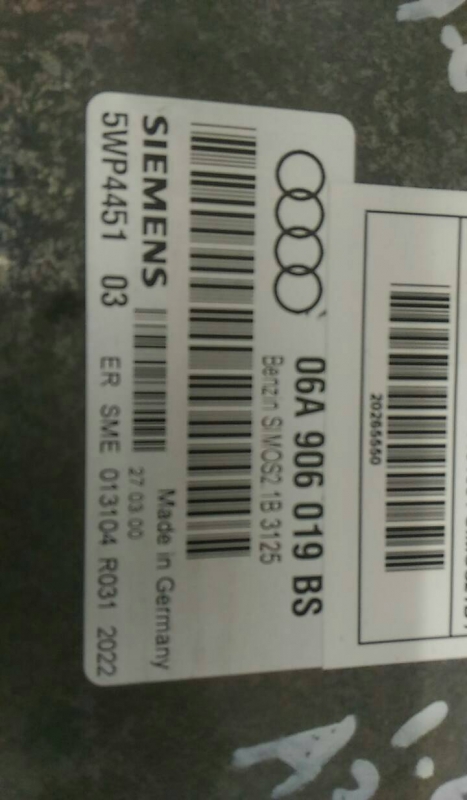 06A 906 019 BS
Benzin SIMOS2 1B 3125
SIEMENS
Made in Germany
27 03 00
5WP4451 03 ER SME 013104 R031 2022
20265550